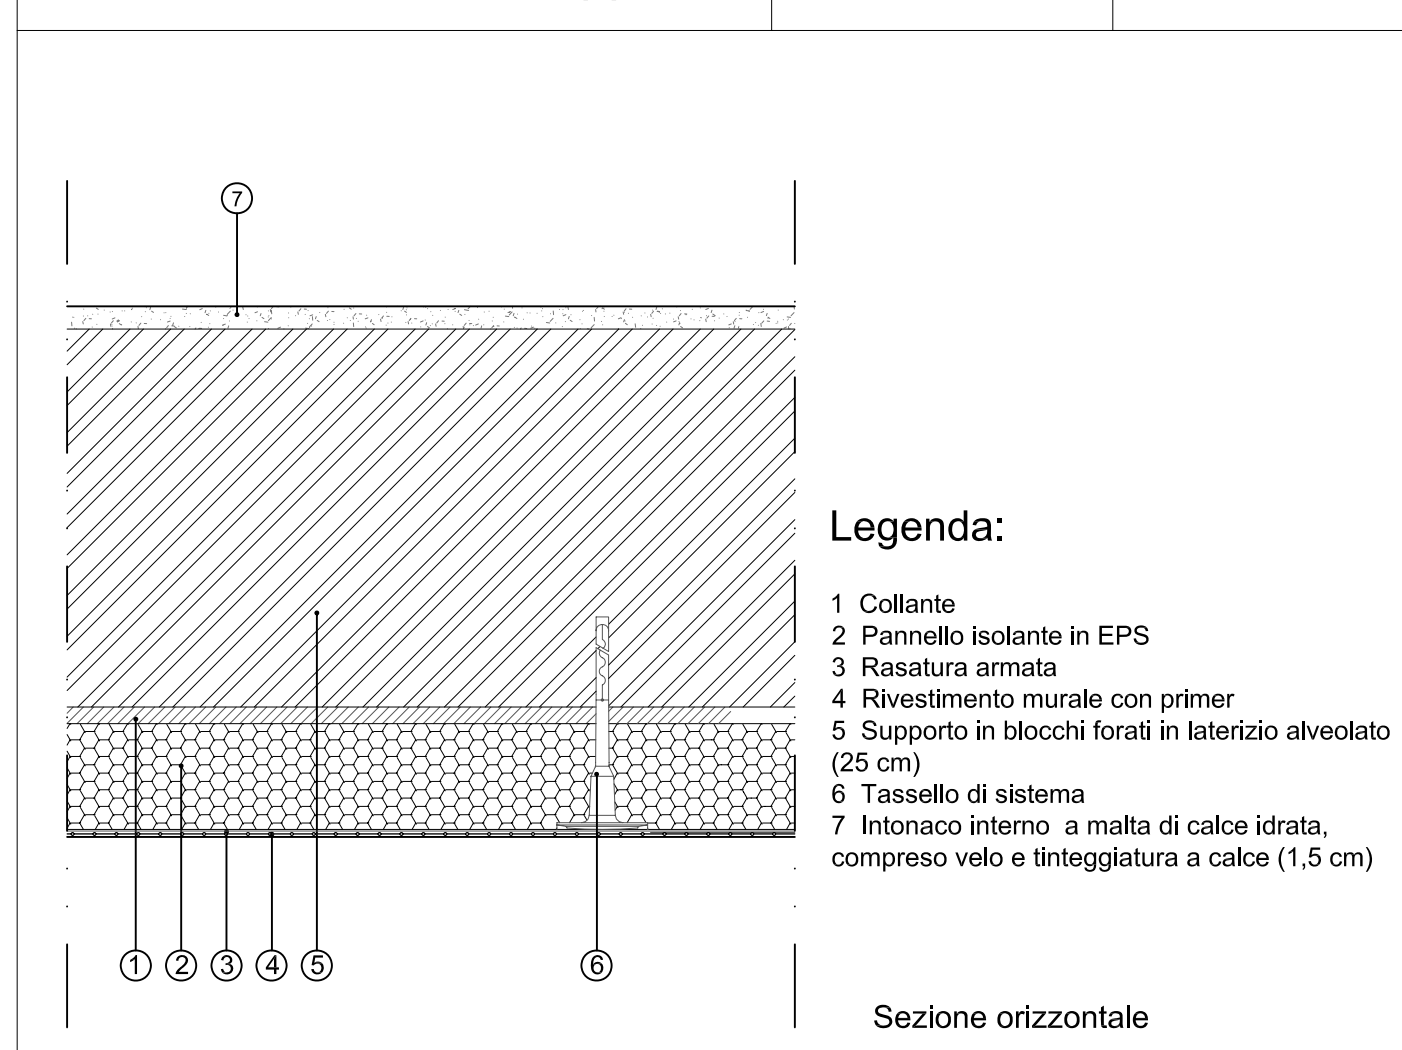 7
Legenda:
1 Collante
2 Pannello isolante in EPS
3 Rasatura armata
4 Rivestimento murale con primer
5 Supporto in blocchi forati in laterizio alveolato
(25 cm)
6 Tassello di sistema
7 Intonaco interno a malta di calce idrata,
compreso velo e tinteggiatura a calce (1,5 cm)
1 2 3 4 5 6
Sezione orizzontale